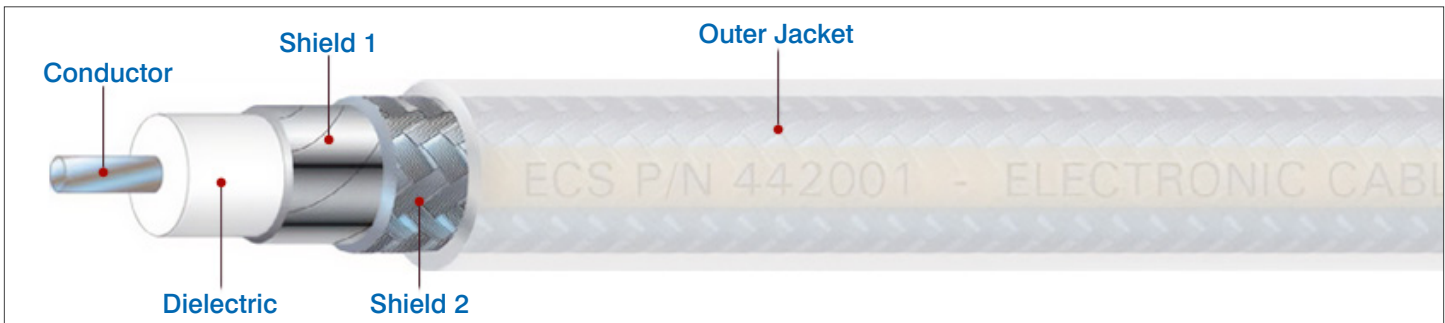 Shield 1
Outer Jacket
Conductor
ECS P/N 442001 - ELECTRONIC CABL
Dielectric
Shield 2